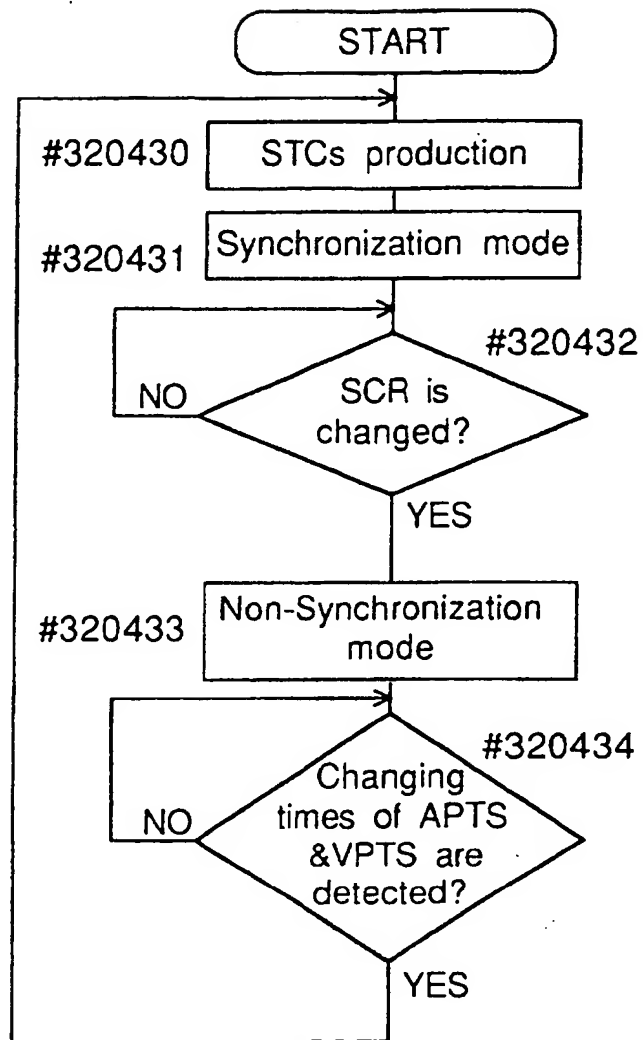 START
#320430
STCs production
#320431
Synchronization mode
#320432
SCR is
changed?
NO
YES
#320433
Non-Synchronization
mode
#320434
Changing
times of APTS
&VPTS are
detected?
NO
YES